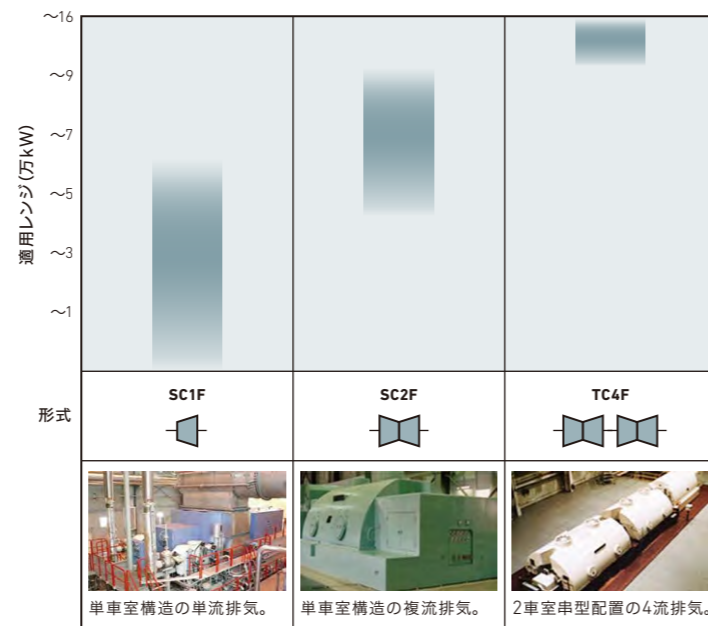 適用レンジ(万kW)
～16
～9
～7
～5
～3
～1
形式
SC1F
SC2F
TC4F
単車室構造の単流排気。
単車室構造の複流排気。
2車室串型配置の4流排気。